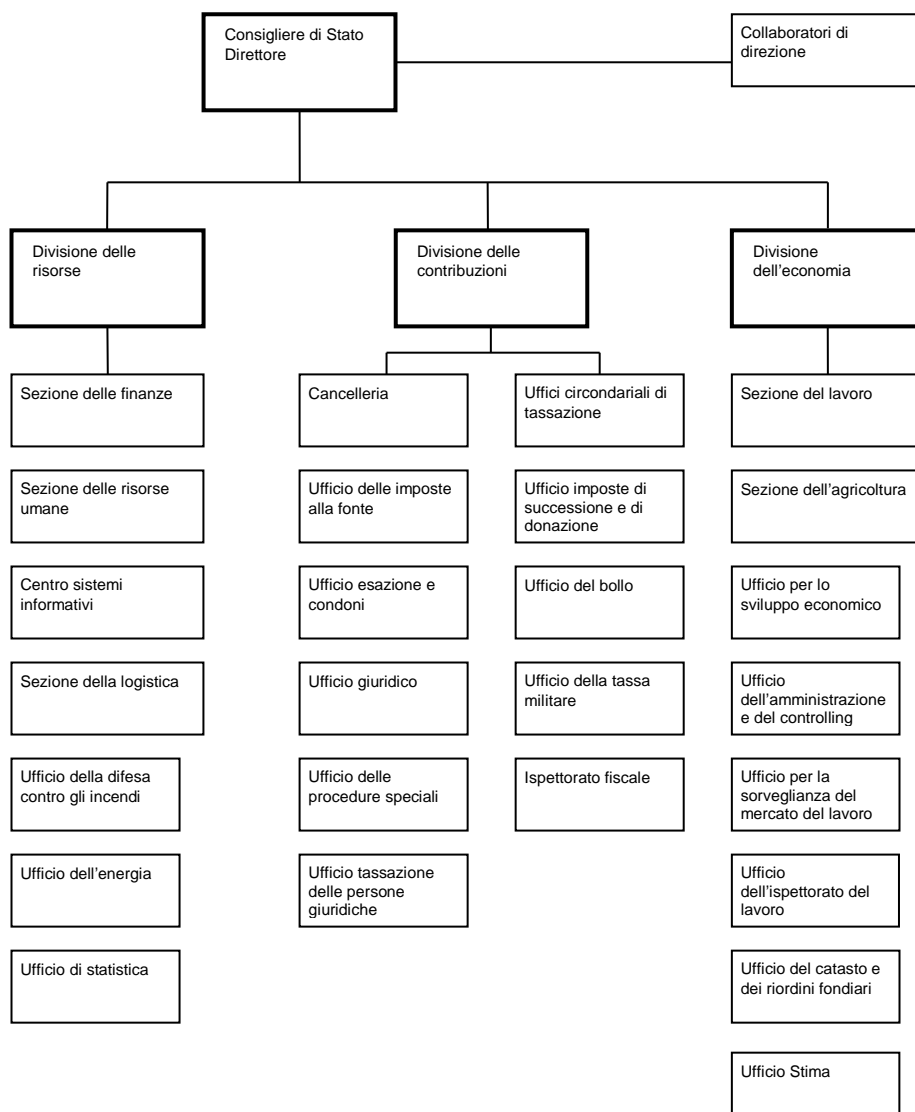 Consigliere di Stato
Direttore
Collaboratori di
direzione
Divisione delle
risorse
Divisione delle
contribuzioni
Divisione
dell'economia
Sezione delle finanze
Cancelleria
Uffici circondariali di
tassazione
Sezione del lavoro
Sezione delle risorse
umane
Ufficio delle imposte
alla fonte
Ufficio imposte di
successione e di
donazione
Sezione dell'agricoltura
Centro sistemi
informativi
Ufficio esazione e
condoni
Ufficio del bollo
Ufficio per lo
sviluppo economico
Sezione della logistica
Ufficio giuridico
Ufficio della tassa
militare
Ufficio
dell'amministrazione
e del controlling
Ufficio della difesa
contro gli incendi
Ufficio delle
procedure speciali
Ispettorato fiscale
Ufficio per la
sorveglianza del
mercato del lavoro
Ufficio dell'energia
Ufficio tassazione
delle persone
giuridiche
Ufficio
dell'ispettorato del
lavoro
Ufficio di statistica
Ufficio del catasto e
dei riordini fondiari
Ufficio Stima